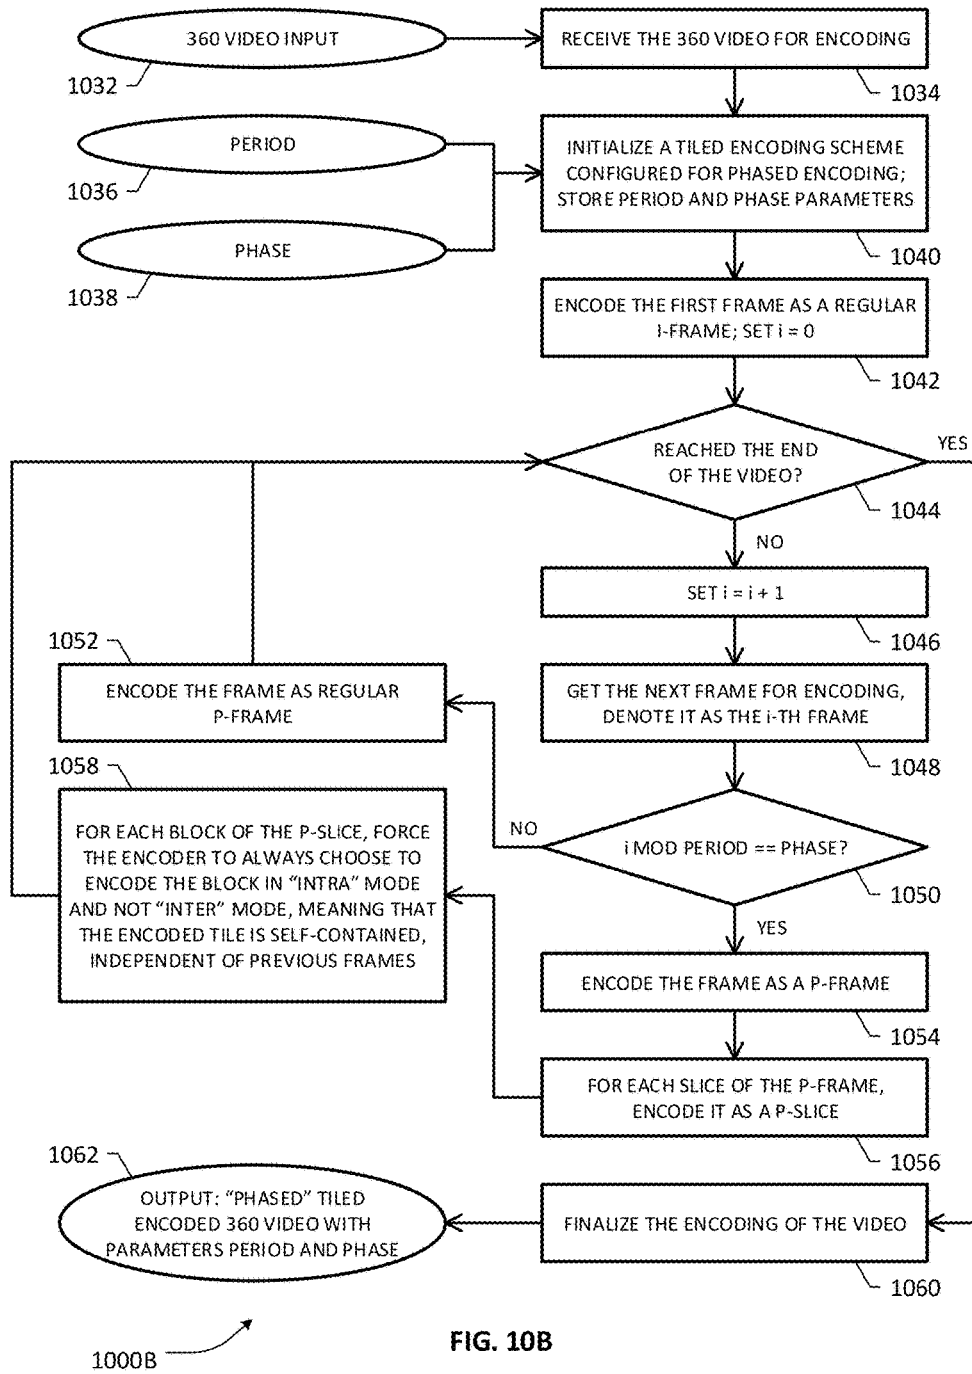 360 VIDEO INPUT
1032
RECEIVE THE 360 VIDEO FOR ENCODING
1034
PERIOD
1036
PHASE
1038
INITIALIZE A TILED ENCODING SCHEME
CONFIGURED FOR PHASED ENCODING;
STORE PERIOD AND PHASE PARAMETERS
1040
ENCODE THE FIRST FRAME AS A REGULAR
I-FRAME; SET i = 0
1042
REACHED THE END
OF THE VIDEO?
YES
1044
NO
SET i = i + 1
1046
GET THE NEXT FRAME FOR ENCODING,
DENOTE IT AS THE i-TH FRAME
1048
1052
ENCODE THE FRAME AS REGULAR
P-FRAME
NO
i MOD PERIOD == PHASE?
1050
YES
1058
FOR EACH BLOCK OF THE P-SLICE, FORCE
THE ENCODER TO ALWAYS CHOOSE TO
ENCODE THE BLOCK IN “INTRA” MODE
AND NOT “INTER” MODE, MEANING THAT
THE ENCODED TILE IS SELF-CONTAINED,
INDEPENDENT OF PREVIOUS FRAMES
ENCODE THE FRAME AS A P-FRAME
1054
FOR EACH SLICE OF THE P-FRAME,
ENCODE IT AS A P-SLICE
1056
1062
OUTPUT: “PHASED” TILED
ENCODED 360 VIDEO WITH
PARAMETERS PERIOD AND PHASE
FINALIZE THE ENCODING OF THE VIDEO
1060
1000B
FIG. 10B